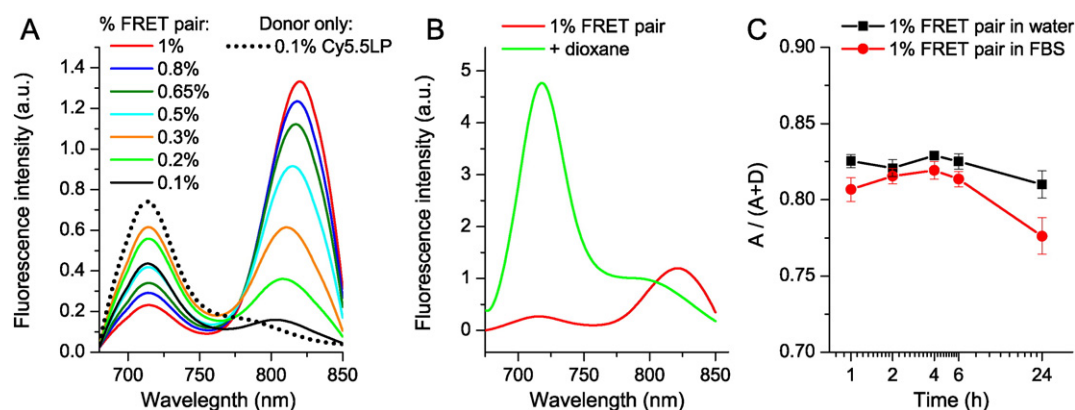 A
% FRET pair:
1%
0.8%
0.65%
0.5%
0.3%
0.2%
0.1%
Donor only:
0.1% Cy5.5LP
Fluorescence intensity (a.u.)
1.4
1.2
1.0
0.8
0.6
0.4
0.2
0.0
700
750
800
850
Wavelegnth (nm)
B
1% FRET pair
+ dioxane
Fluorescence intensity (a.u.)
5
4
3
2
1
0
700
750
800
850
Wavelength (nm)
C
1% FRET pair in water
1% FRET pair in FBS
A / (A+D)
0.90
0.85
0.80
0.75
0.70
1
2
4
6
24
Time (h)